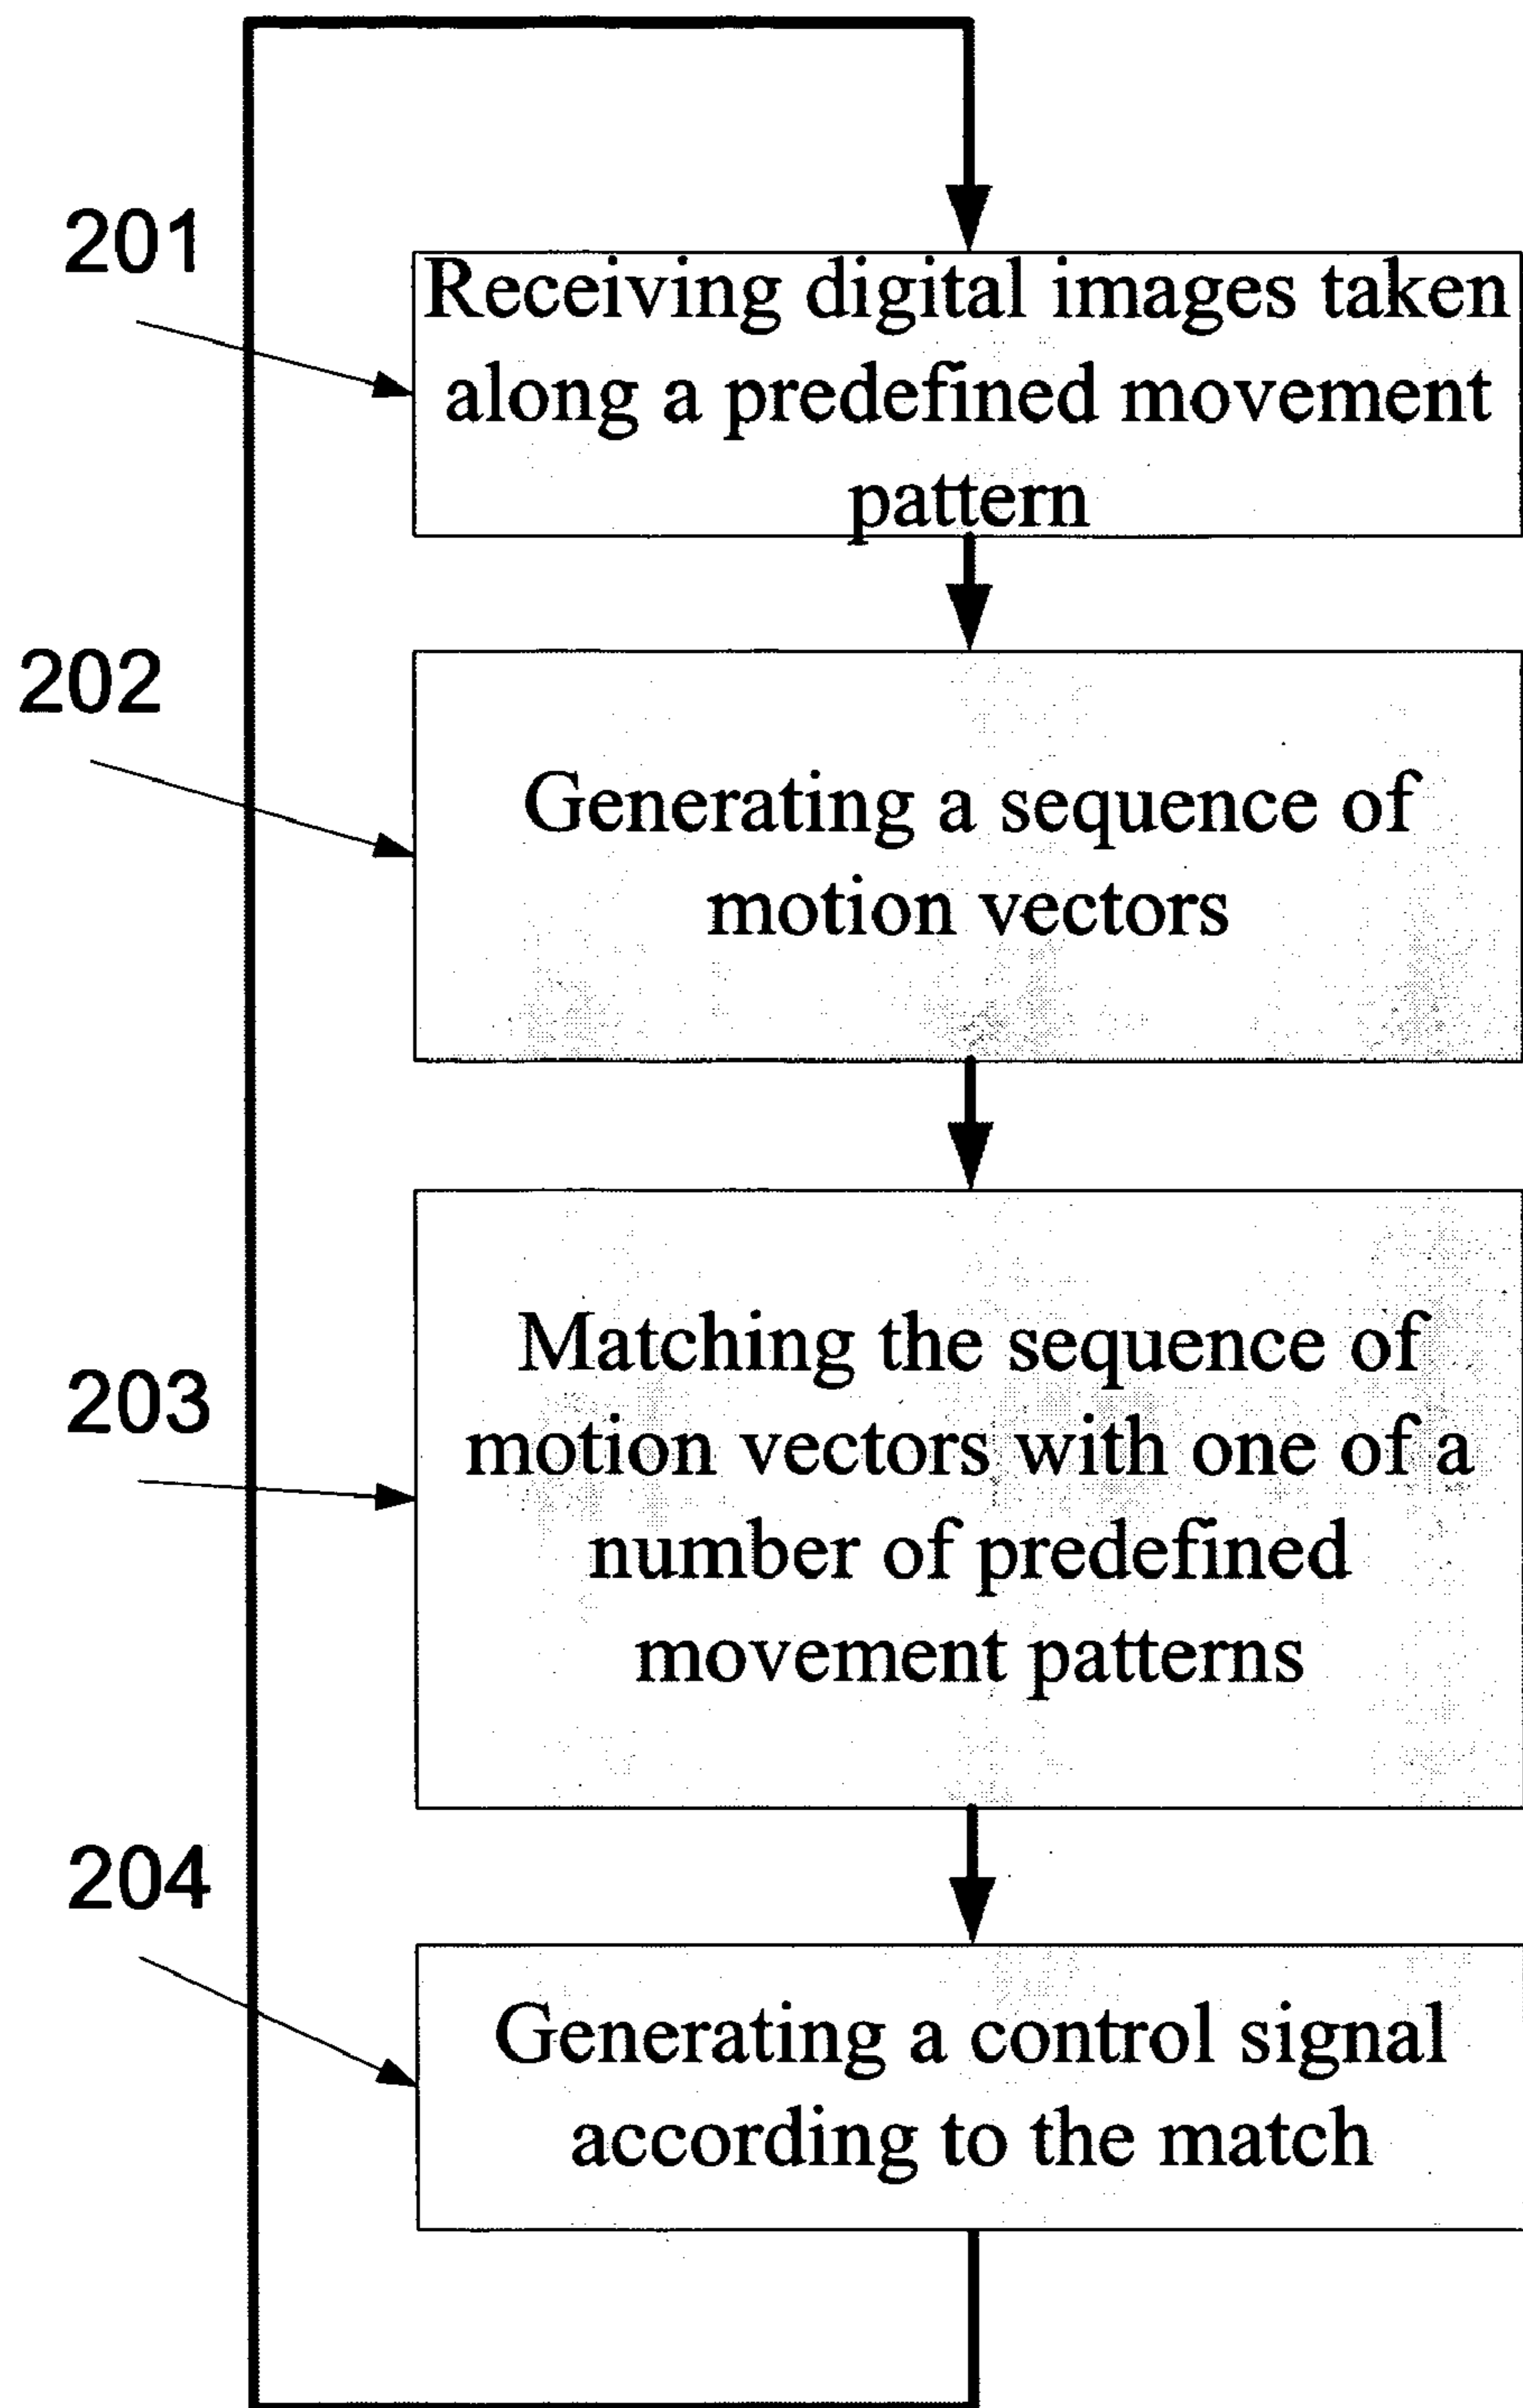 201
Receiving digital images taken
along a predefined movement
pattern
202
Generating a sequence of
motion vectors
203
Matching the sequence of
motion vectors with one of a
number of predefined
movement patterns
204
Generating a control signal
according to the match